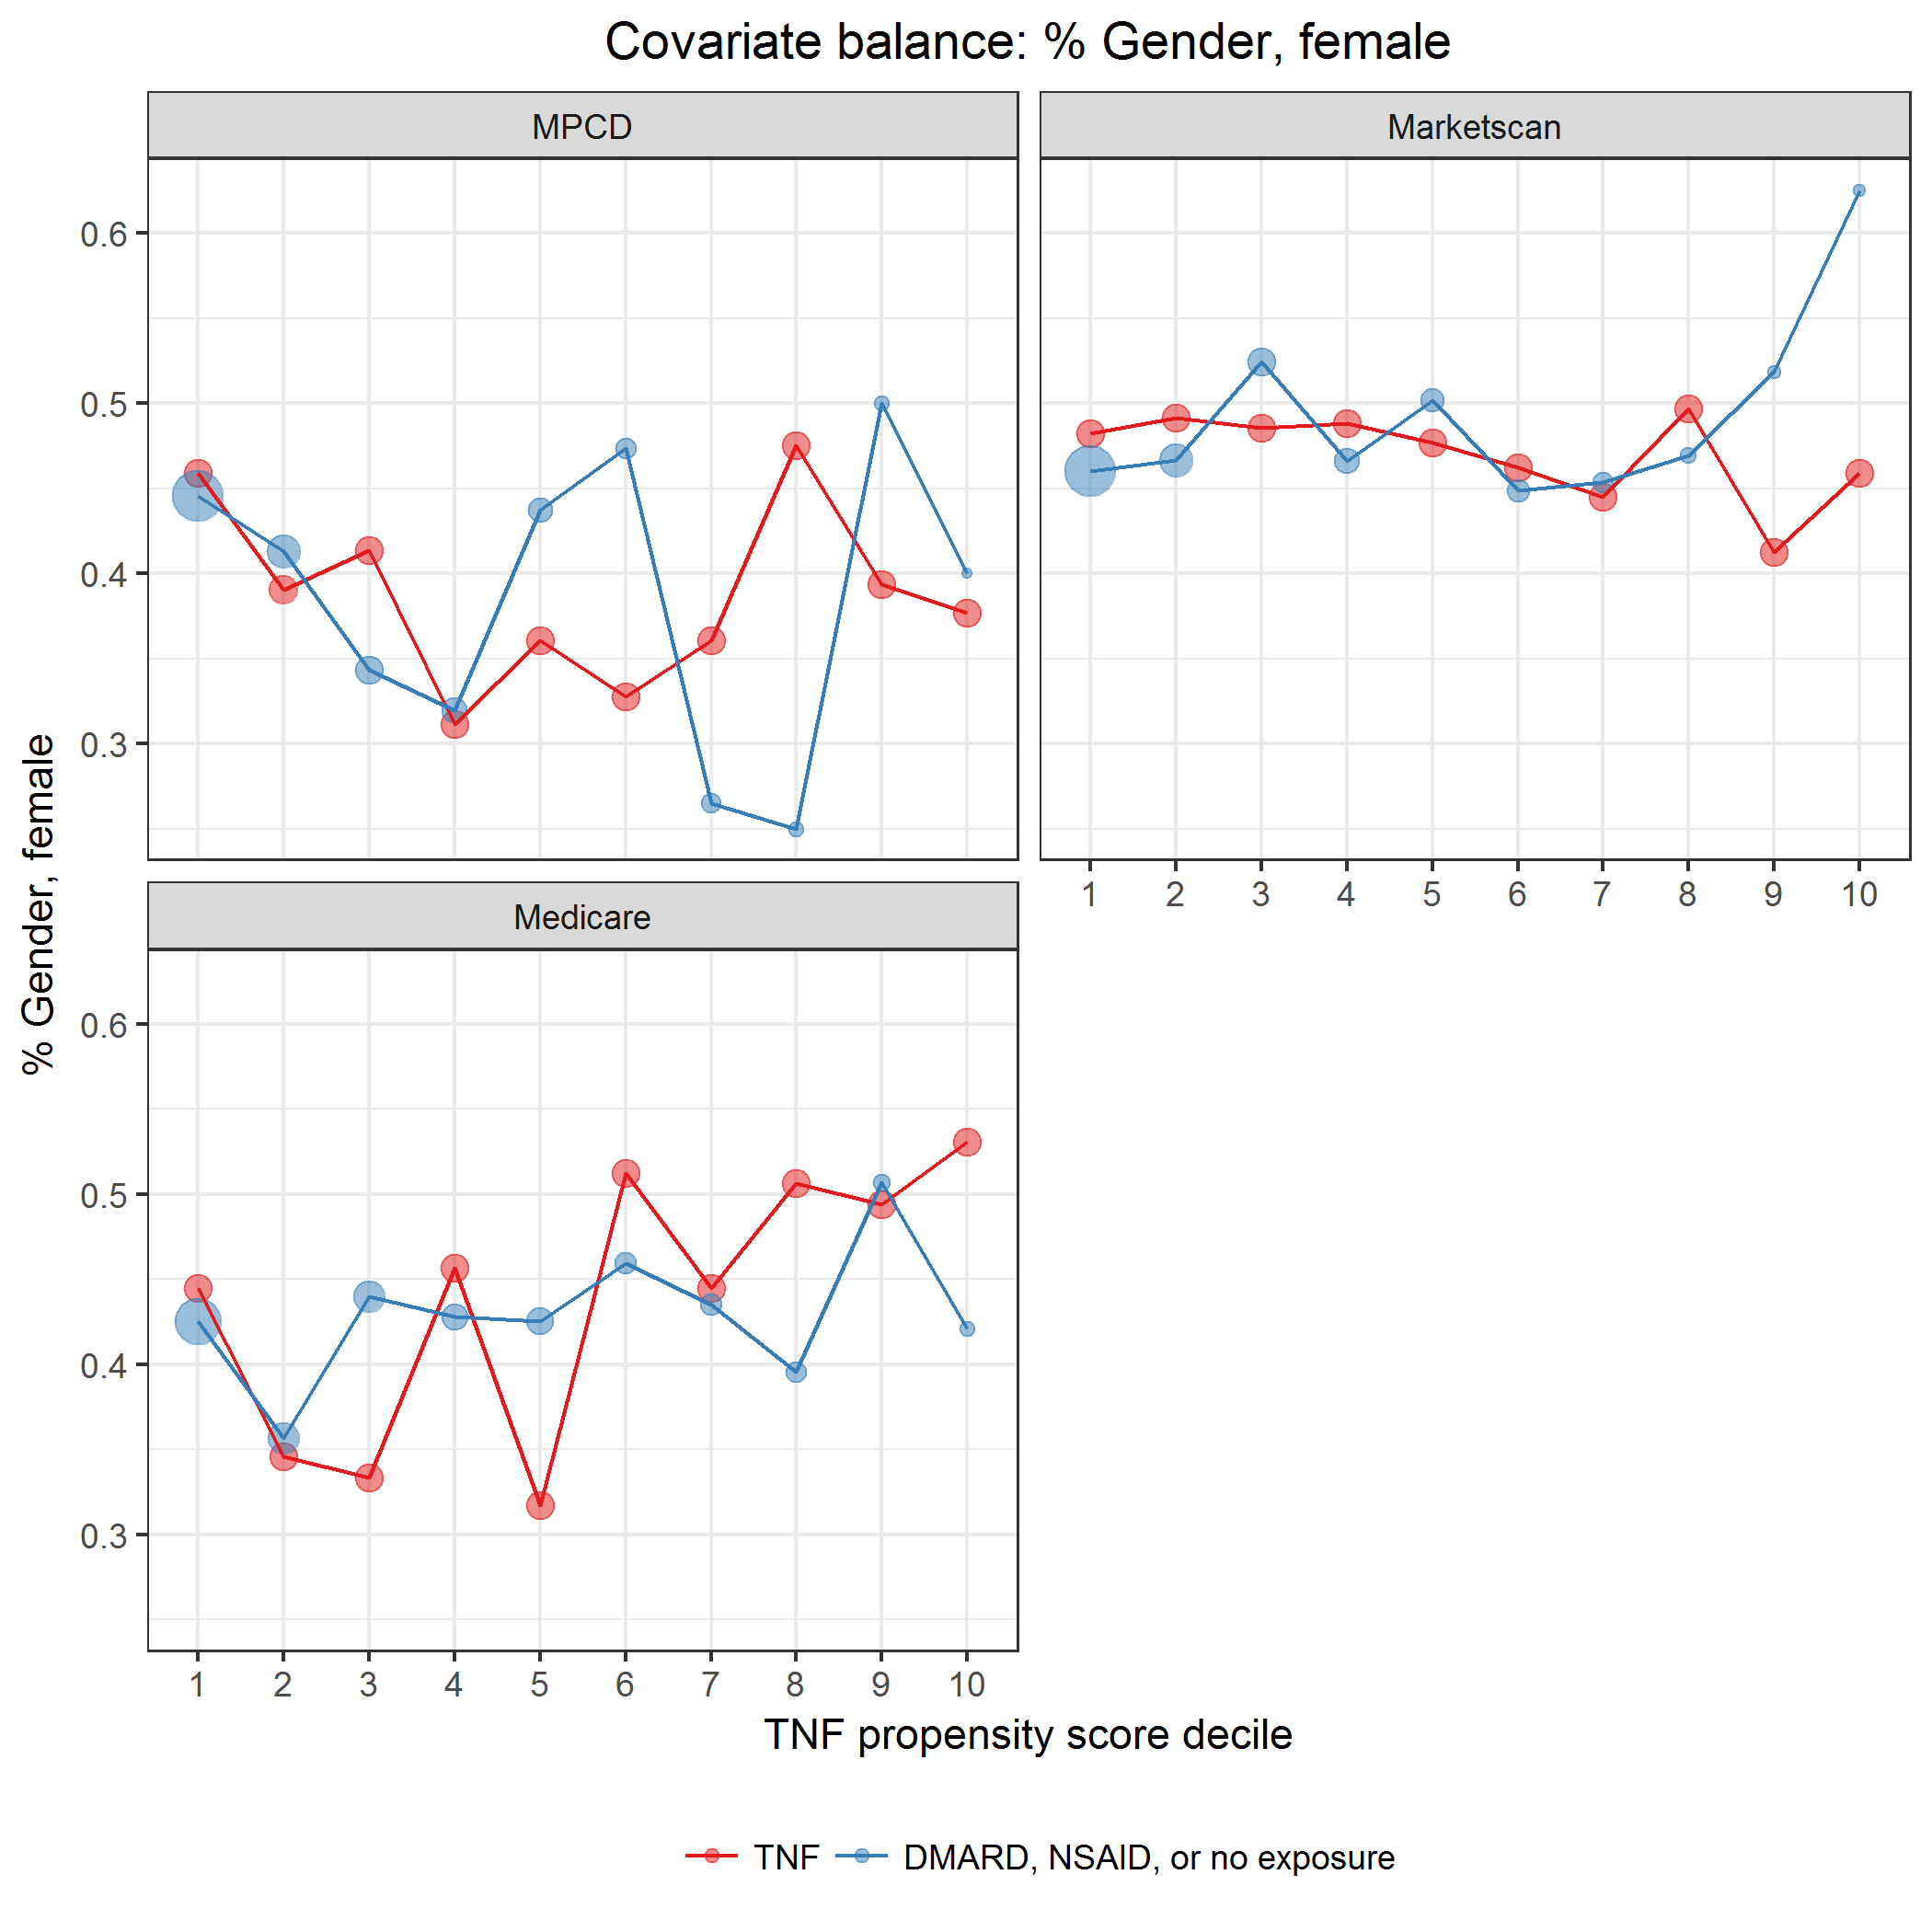 Covariate balance: % Gender, female
MPCD
Marketscan
0.6
0.5
0.4
0.3
1 2 3 4 5 6 7 8 9 10
Medicare
0.6
0.5
0.4
0.3
1 2 3 4 5 6 7 8 9 10
% Gender, female
TNF propensity score decile
TNF
DMARD, NSAID, or no exposure